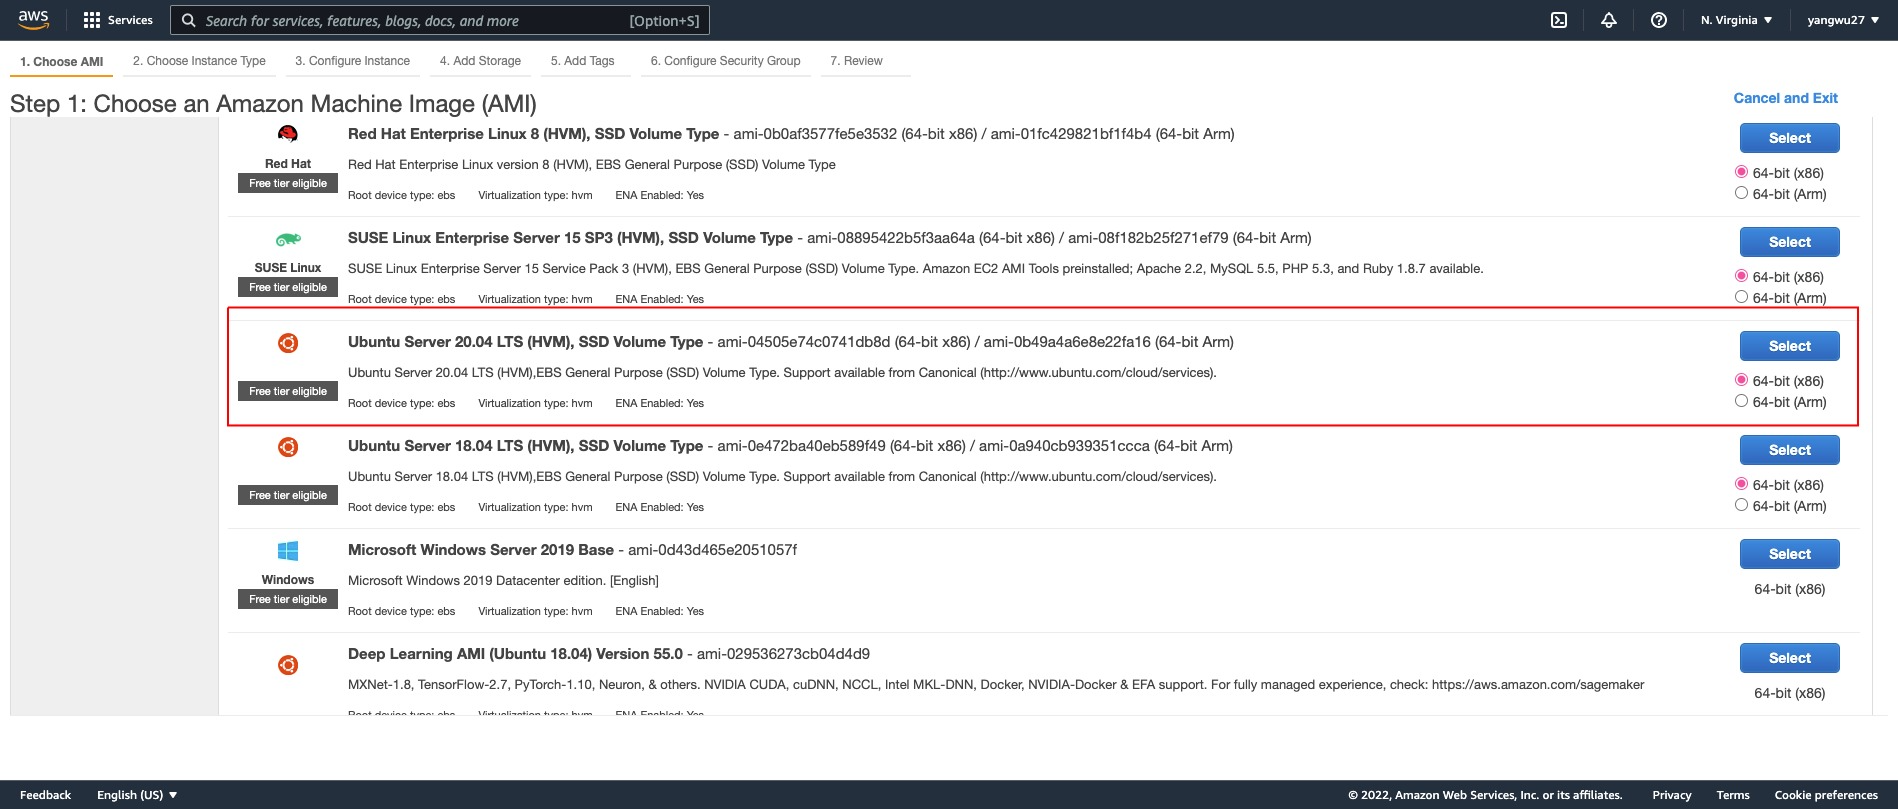 aws Services Search for services, features, blogs, docs, and more [Option+S] N. Virginia ▼ yangwu27 ▼
1. Choose AMI 2. Choose Instance Type 3. Configure Instance 4. Add Storage 5. Add Tags 6. Configure Security Group 7. Review
Step 1: Choose an Amazon Machine Image (AMI) Cancel and Exit
Red Hat Enterprise Linux 8 (HVM), SSD Volume Type - ami-0b0af3577fe5e3532 (64-bit x86) / ami-01fc429821bf1f4b4 (64-bit Arm) Select
Red Hat Red Hat Enterprise Linux version 8 (HVM), EBS General Purpose (SSD) Volume Type
64-bit (x86)
Free tier eligible
Root device type: ebs Virtualization type: hvm ENA Enabled: Yes 64-bit (Arm)
SUSE Linux Enterprise Server 15 SP3 (HVM), SSD Volume Type - ami-08895422b5f3aa64a (64-bit x86) / ami-08f182b25f271ef79 (64-bit Arm) Select
SUSE Linux SUSE Linux Enterprise Server 15 Service Pack 3 (HVM), EBS General Purpose (SSD) Volume Type. Amazon EC2 AMI Tools preinstalled; Apache 2.2, MySQL 5.5, PHP 5.3, and Ruby 1.8.7 available.
64-bit (x86)
Free tier eligible
Root device type: ebs Virtualization type: hvm ENA Enabled: Yes 64-bit (Arm)
Ubuntu Server 20.04 LTS (HVM), SSD Volume Type - ami-04505e74c0741db8d (64-bit x86) / ami-0b49a4a6e8e22fa16 (64-bit Arm) Select
Ubuntu Server 20.04 LTS (HVM),EBS General Purpose (SSD) Volume Type. Support available from Canonical (http://www.ubuntu.com/cloud/services).
64-bit (x86)
Free tier eligible
Root device type: ebs Virtualization type: hvm ENA Enabled: Yes 64-bit (Arm)
Ubuntu Server 18.04 LTS (HVM), SSD Volume Type - ami-0e472ba40eb589f49 (64-bit x86) / ami-0a940cb939351ccca (64-bit Arm) Select
Ubuntu Server 18.04 LTS (HVM),EBS General Purpose (SSD) Volume Type. Support available from Canonical (http://www.ubuntu.com/cloud/services).
64-bit (x86)
Free tier eligible
Root device type: ebs Virtualization type: hvm ENA Enabled: Yes 64-bit (Arm)
Microsoft Windows Server 2019 Base - ami-0d43d465e2051057f Select
Windows Microsoft Windows 2019 Datacenter edition. [English]
64-bit (x86)
Free tier eligible
Root device type: ebs Virtualization type: hvm ENA Enabled: Yes
Deep Learning AMI (Ubuntu 18.04) Version 55.0 - ami-029536273cb04d4d9 Select
MXNet-1.8, TensorFlow-2.7, PyTorch-1.10, Neuron, & others. NVIDIA CUDA, cuDNN, NCCL, Intel MKL-DNN, Docker, NVIDIA-Docker & EFA support. For fully managed experience, check: https://aws.amazon.com/sagemaker
64-bit (x86)
Root device type: ebs Virtualization type: hvm ENA Enabled: Yes
Feedback English (US) ▼ © 2022, Amazon Web Services, Inc. or its affiliates. Privacy Terms Cookie preferences